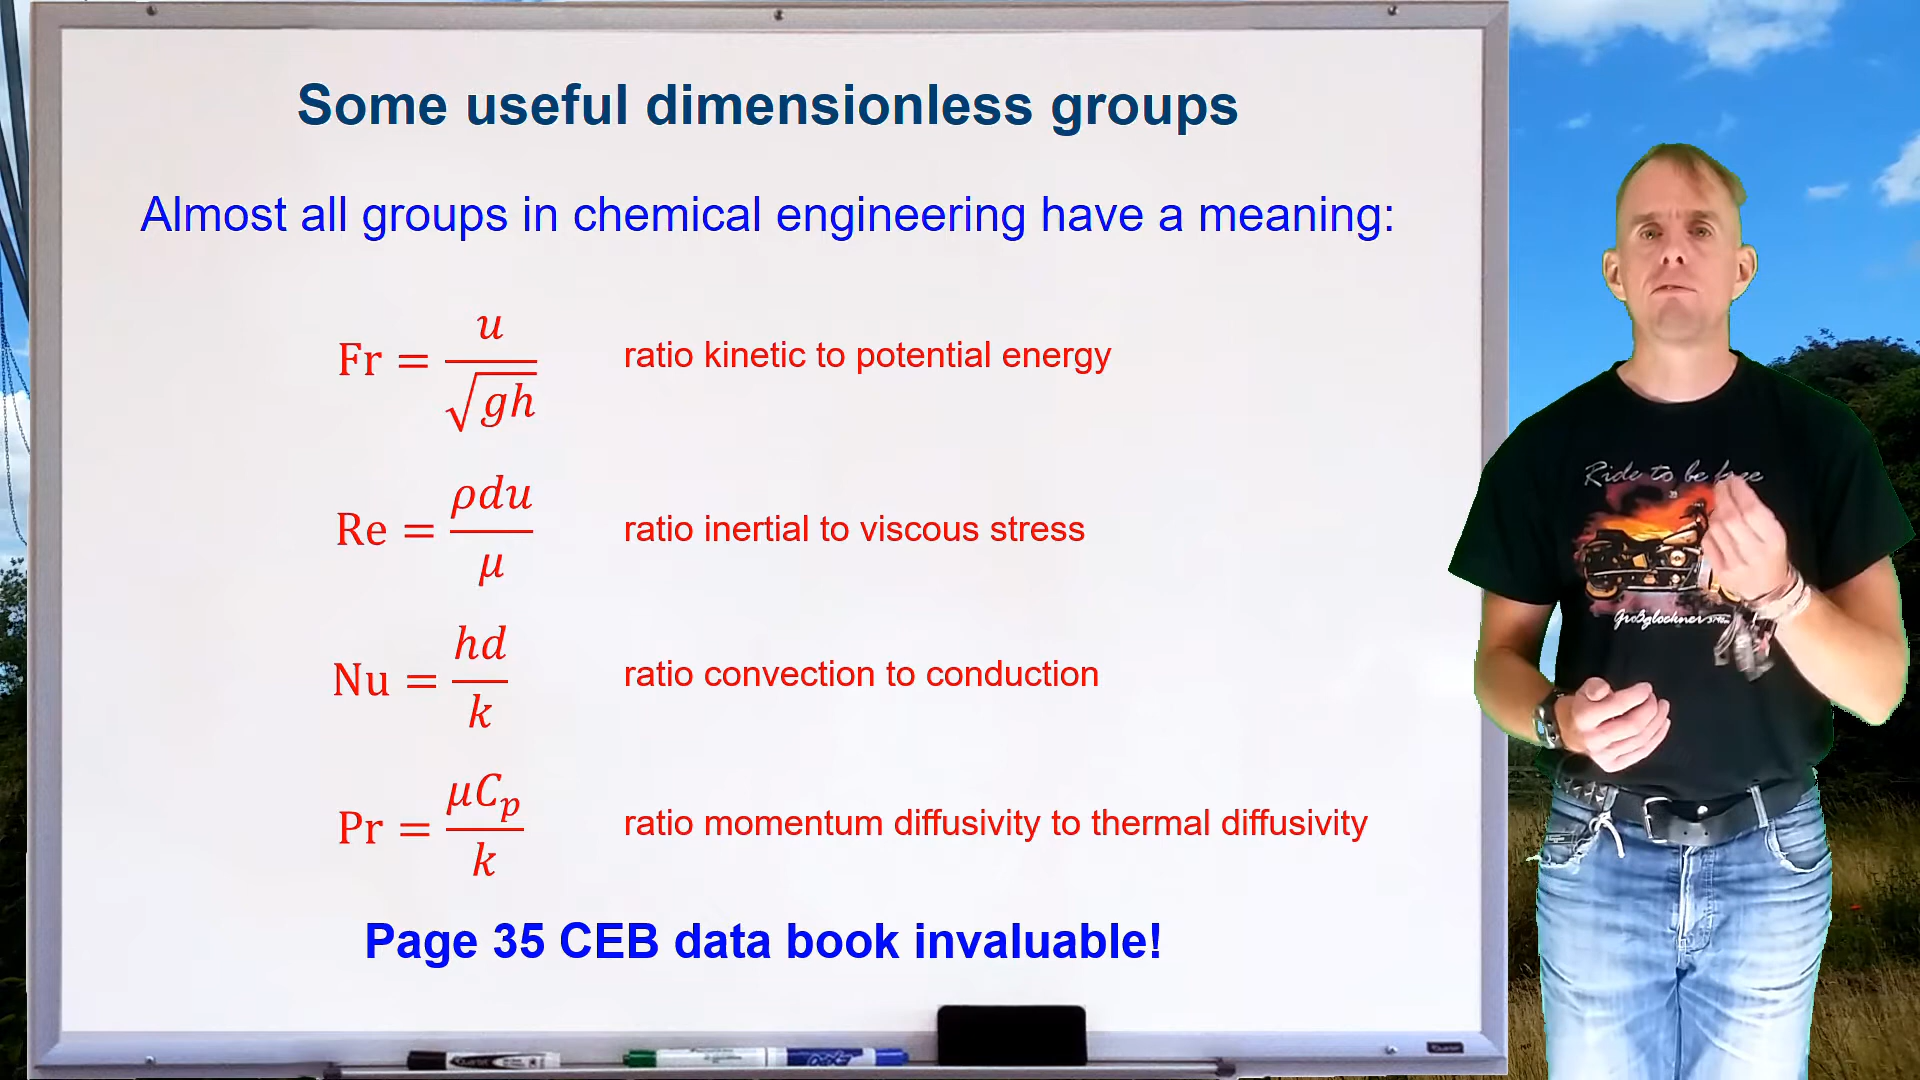 Some useful dimensionless groups
Almost all groups in chemical engineering have a meaning:
Fr = u / √gh ratio kinetic to potential energy
Re = ρdu / μ ratio inertial to viscous stress
Nu = hd / k ratio convection to conduction
Pr = μCp / k ratio momentum diffusivity to thermal diffusivity
Page 35 CEB data book invaluable!
Ride to be free
Großglockner